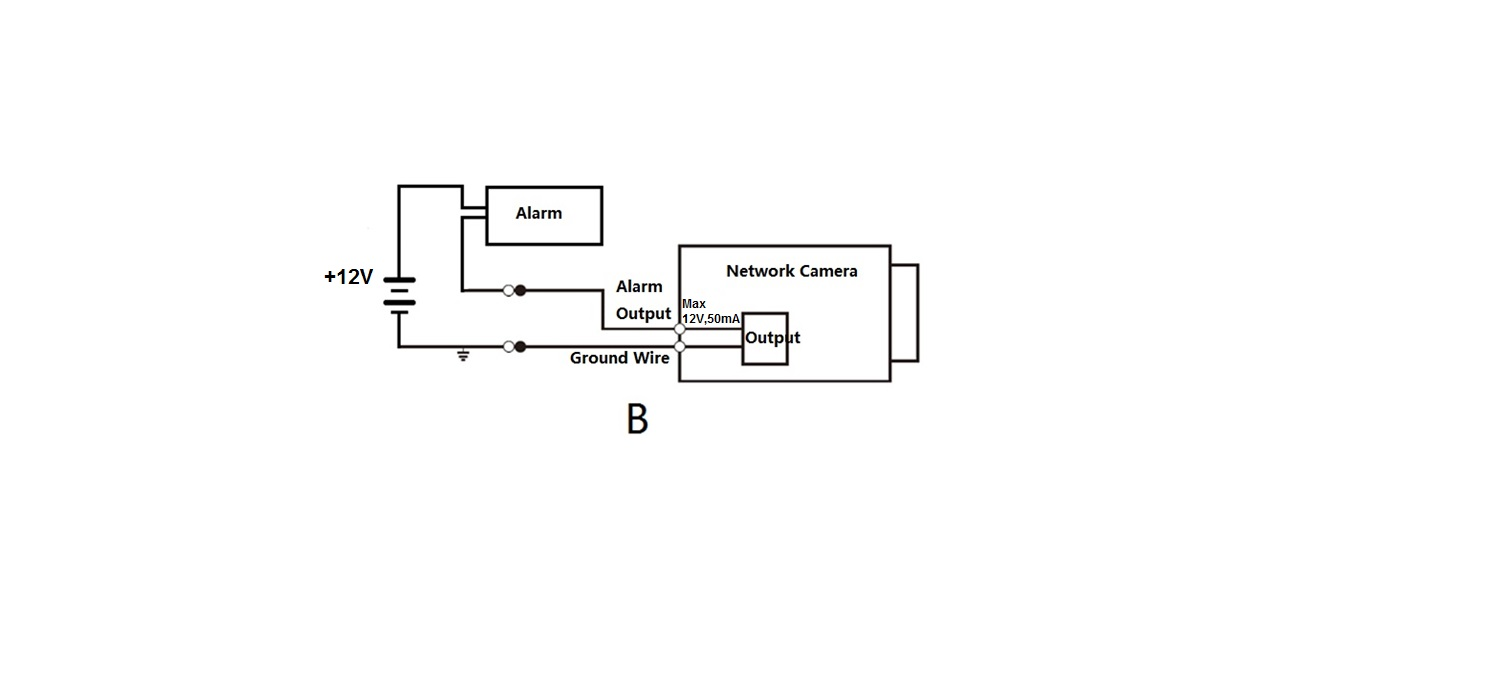 Alarm
Network Camera
+12V
Alarm
Output
Max
12V,50mA
Output
Ground Wire
B